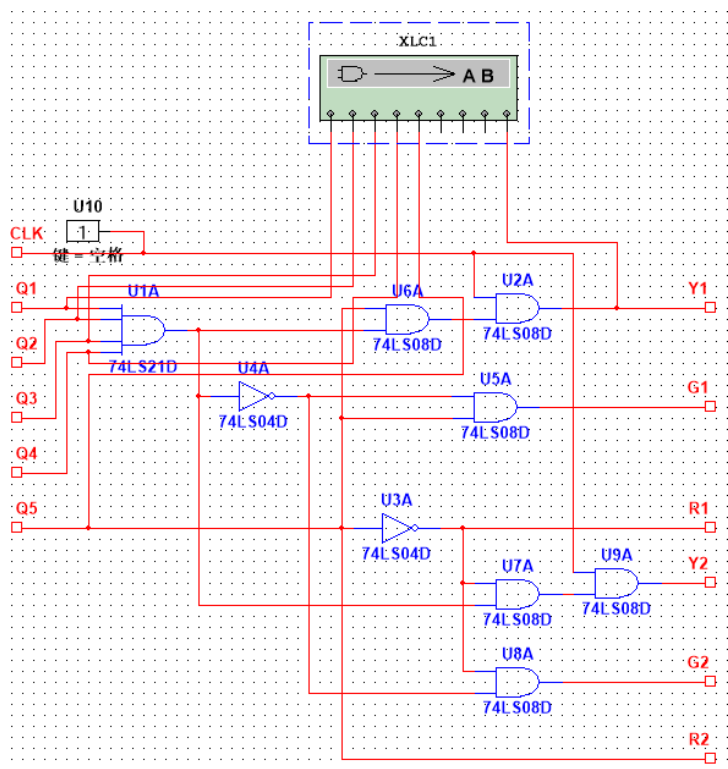 XLC1
A B
U10
CLK
1
键 = 空格
Q1
U1A
U6A
U2A
Y1
Q2
74LS21D
74LS08D
74LS08D
U4A
U5A
Q3
74LS04D
74LS08D
G1
Q4
Q5
U3A
R1
74LS04D
U7A
U9A
Y2
74LS08D
74LS08D
U8A
G2
74LS08D
R2